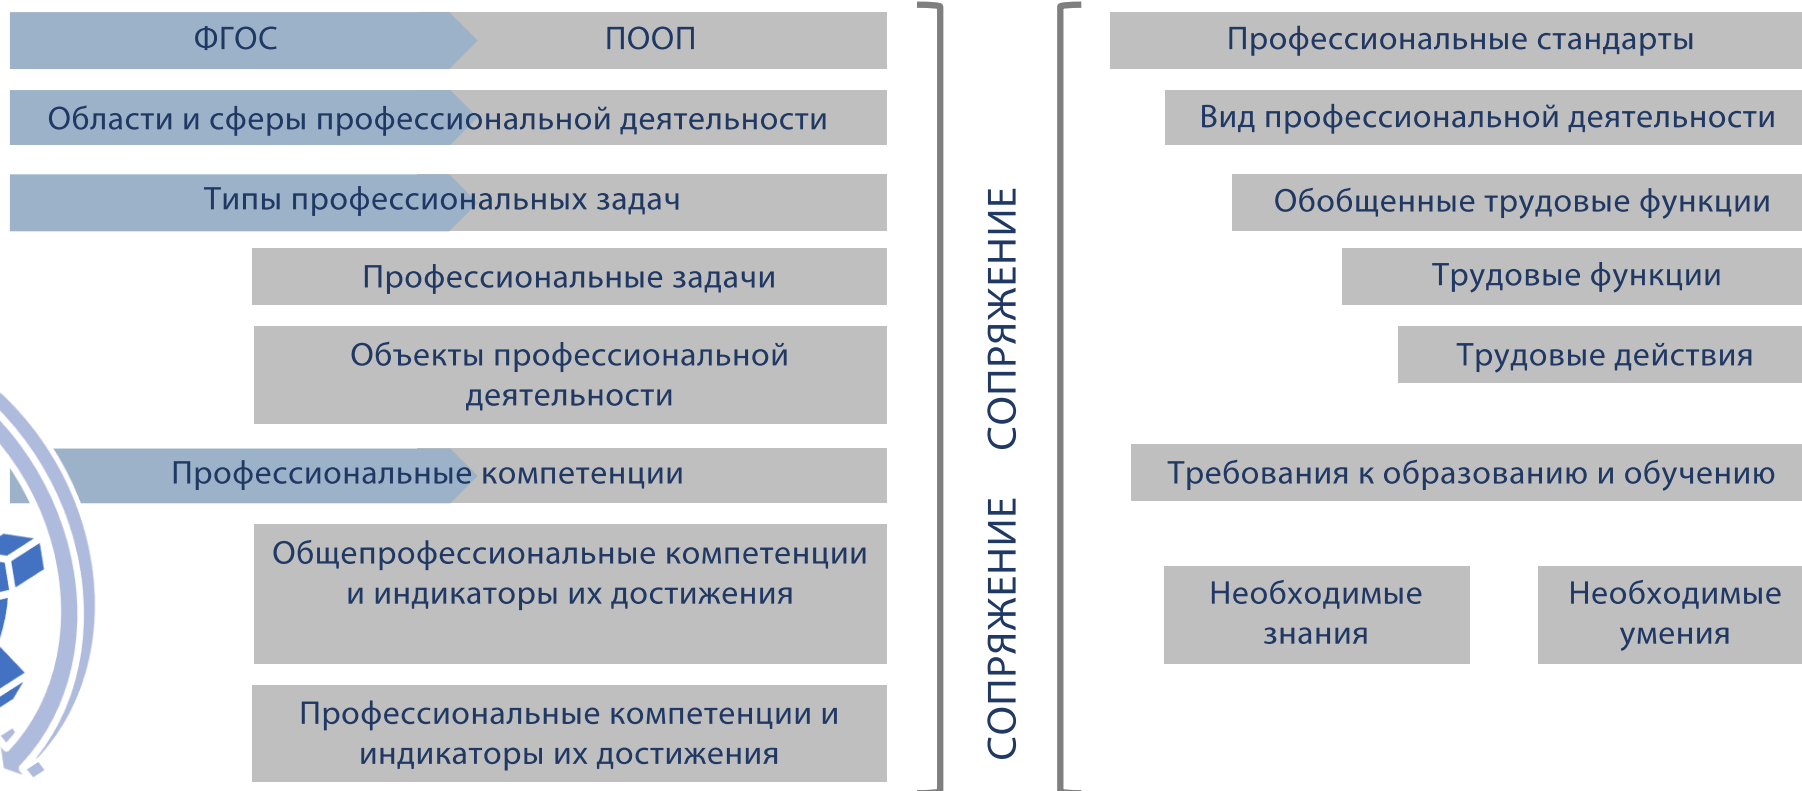 ФГОС
ПООП
Области и сферы профессиональной деятельности
Типы профессиональных задач
Профессиональные задачи
Объекты профессиональной
деятельности
Профессиональные компетенции
Общепрофессиональные компетенции
и индикаторы их достижения
Профессиональные компетенции и
индикаторы их достижения
СОПРЯЖЕНИЕ СОПРЯЖЕНИЕ
Профессиональные стандарты
Вид профессиональной деятельности
Обобщенные трудовые функции
Трудовые функции
Трудовые действия
Требования к образованию и обучению
Необходимые
знания
Необходимые
умения